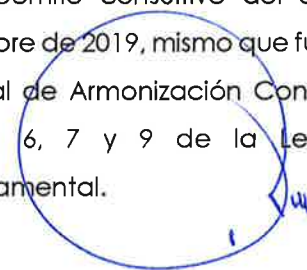 bre de 2019, mismo que fu
al de Armonización Con
6, 7 y 9 de la Le
amental.